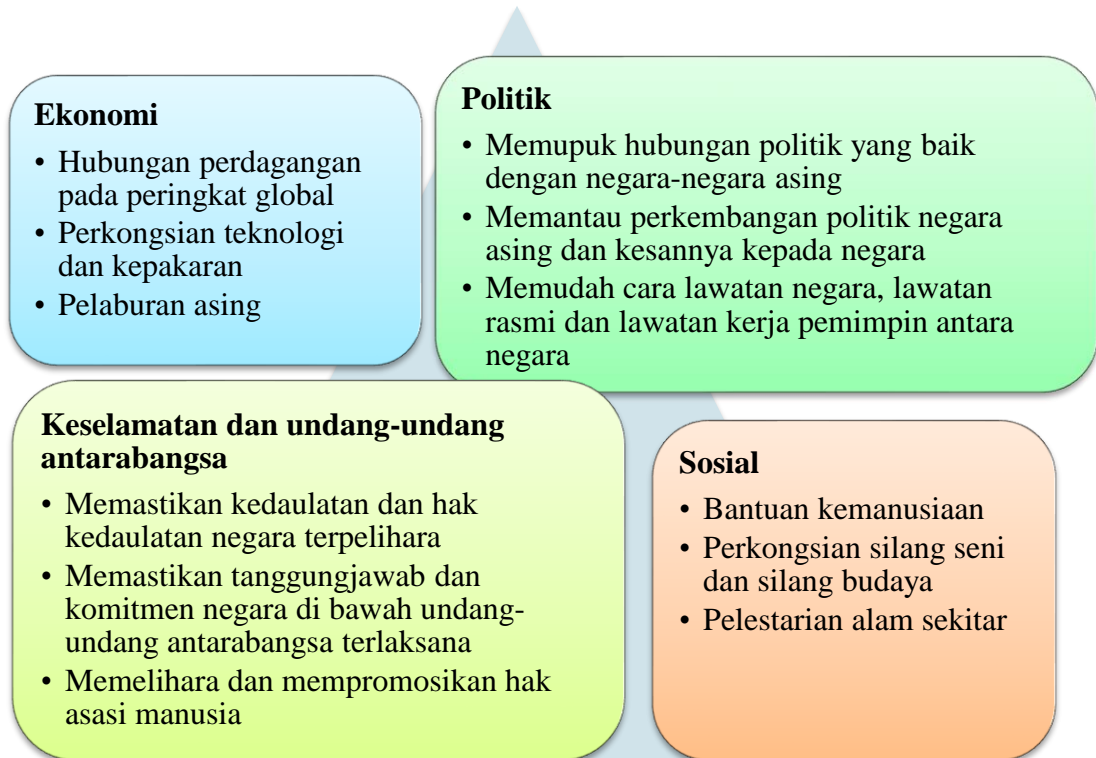 Ekonomi
• Hubungan perdagangan
pada peringkat global
• Perkongsian teknologi
dan kepakaran
• Pelaburan asing
Politik
• Memupuk hubungan politik yang baik
dengan negara-negara asing
• Memantau perkembangan politik negara
asing dan kesannya kepada negara
• Memudah cara lawatan negara, lawatan
rasmi dan lawatan kerja pemimpin antara
negara
Keselamatan dan undang-undang
antarabangsa
• Memastikan kedaulatan dan hak
kedaulatan negara terpelihara
• Memastikan tanggungjawab dan
komitmen negara di bawah undang-
undang antarabangsa terlaksana
• Memelihara dan mempromosikan hak
asasi manusia
Sosial
• Bantuan kemanusiaan
• Perkongsian silang seni
dan silang budaya
• Pelestarian alam sekitar